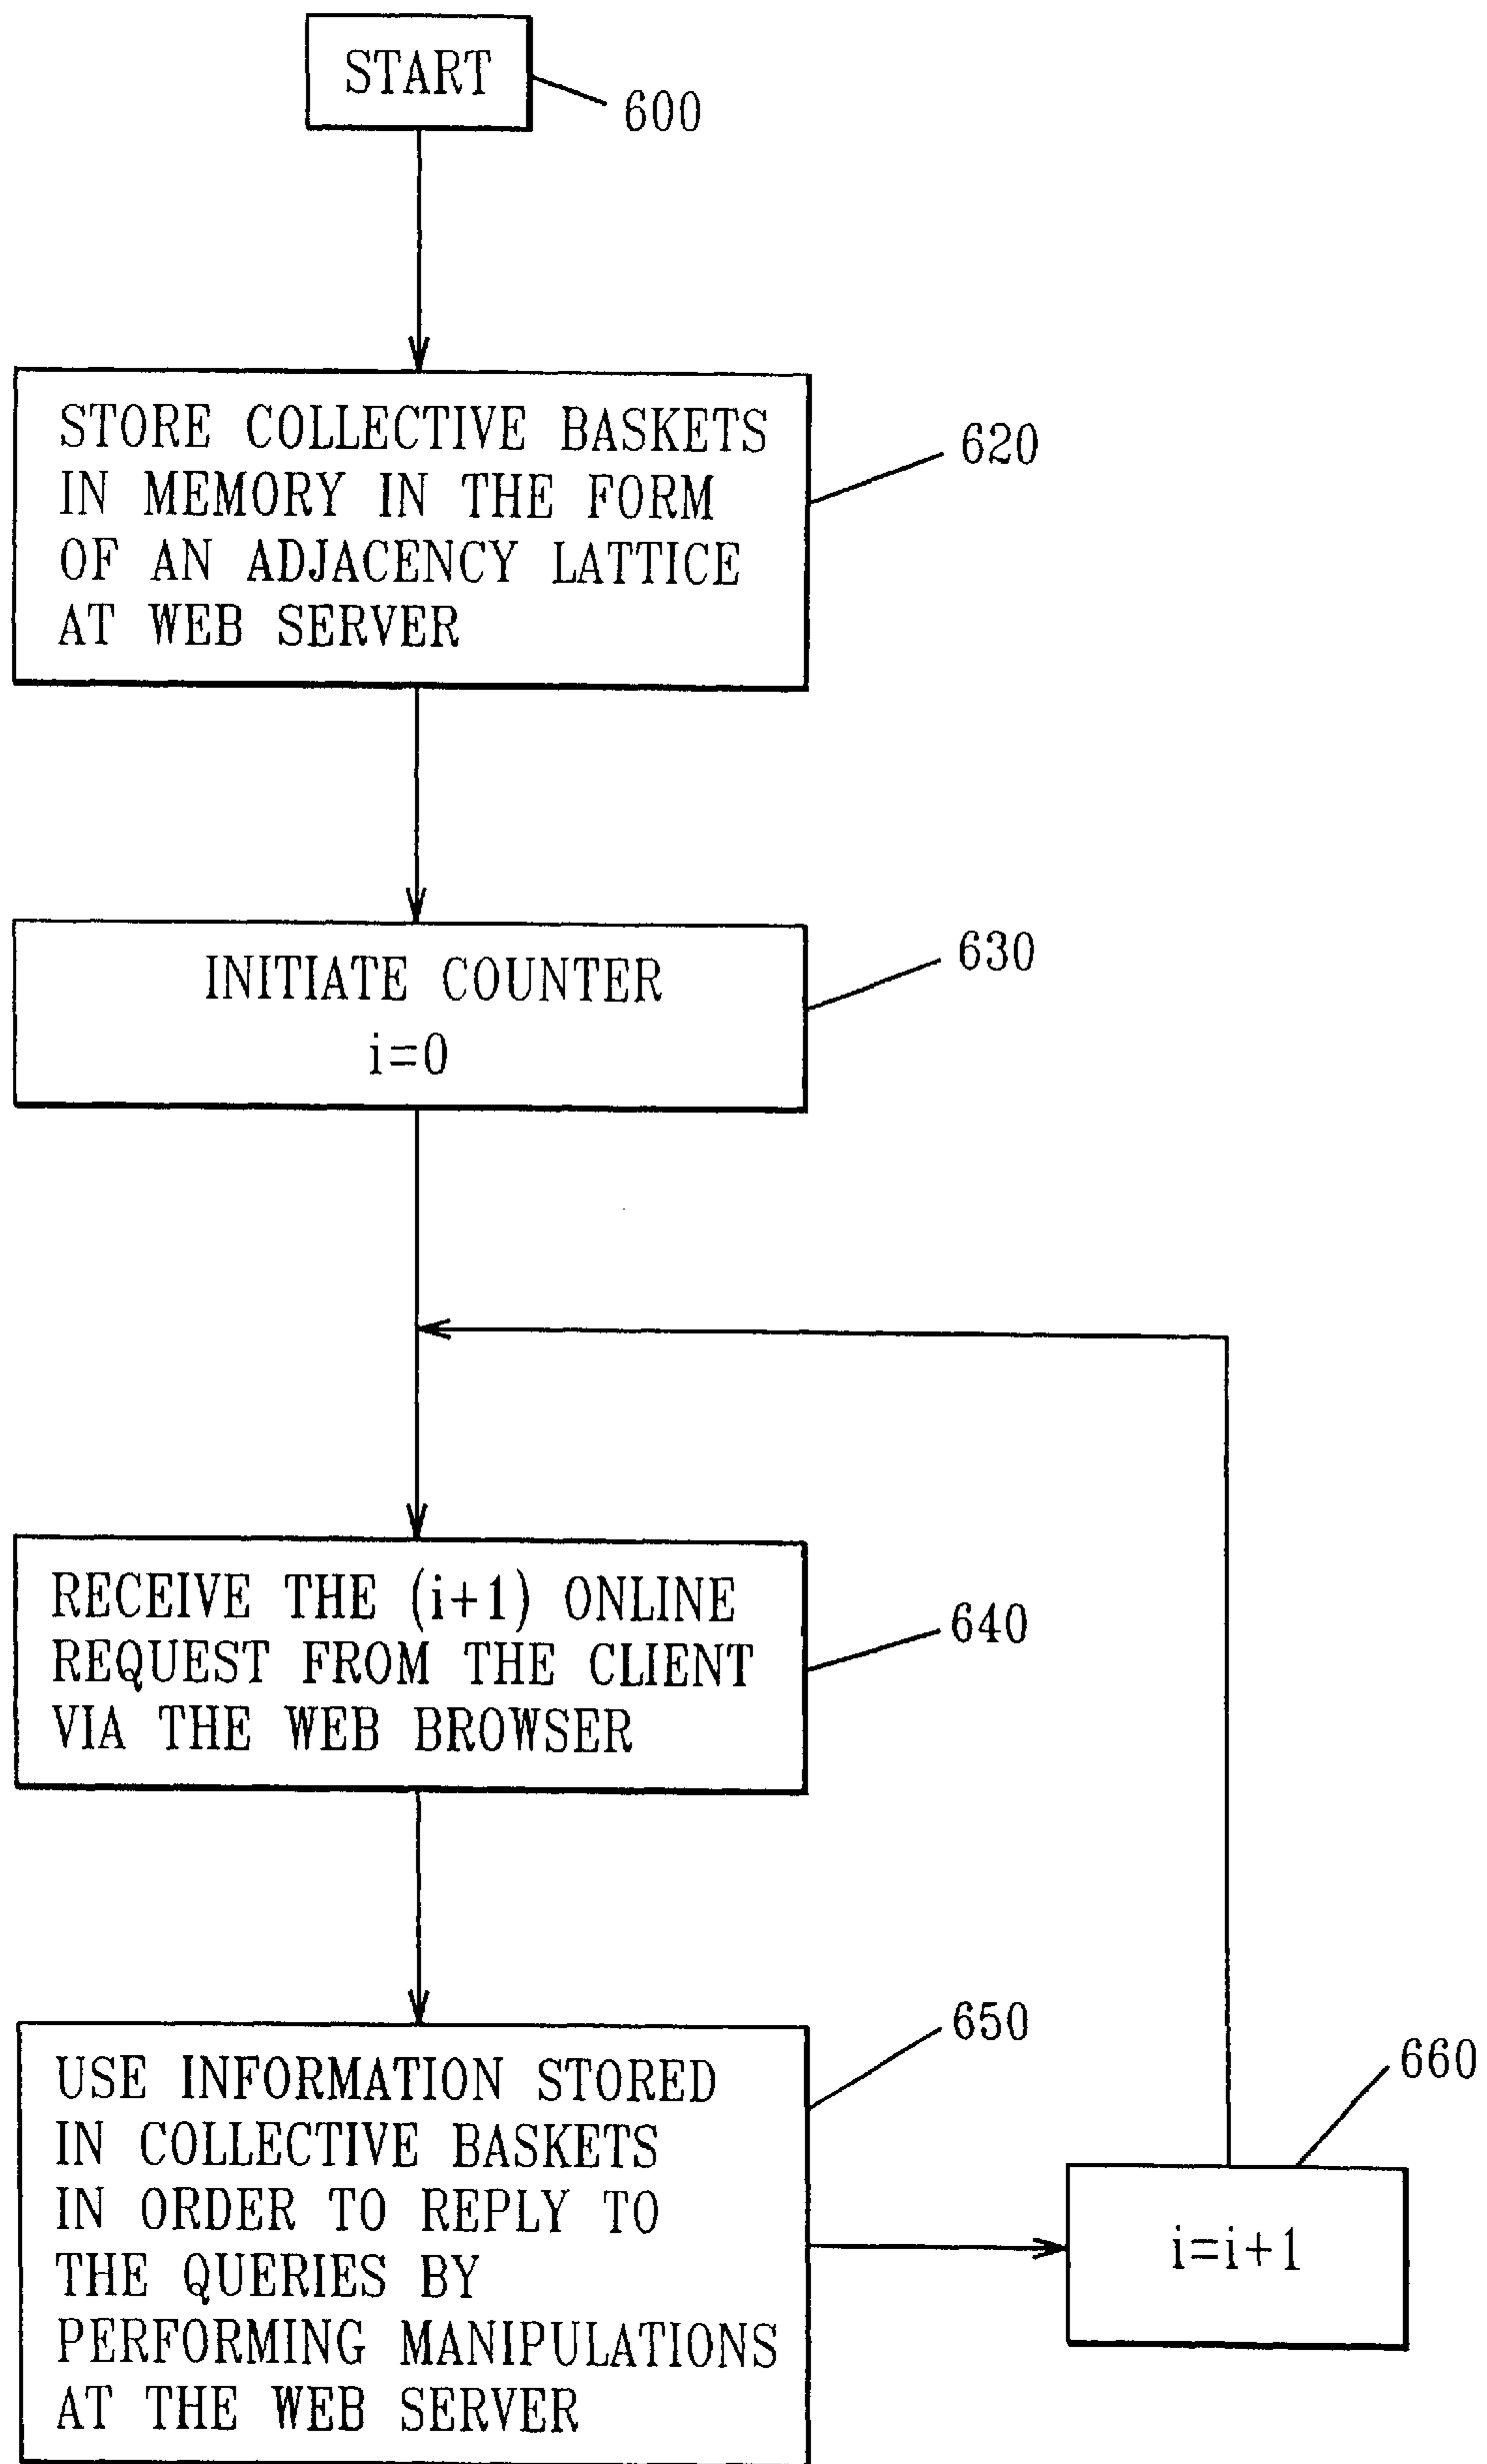 START
600
STORE COLLECTIVE BASKETS
IN MEMORY IN THE FORM
OF AN ADJACENCY LATTICE
AT WEB SERVER
620
INITIATE COUNTER
i=0
630
RECEIVE THE (i+1) ONLINE
REQUEST FROM THE CLIENT
VIA THE WEB BROWSER
640
USE INFORMATION STORED
IN COLLECTIVE BASKETS
IN ORDER TO REPLY TO
THE QUERIES BY
PERFORMING MANIPULATIONS
AT THE WEB SERVER
650
660
i=i+1